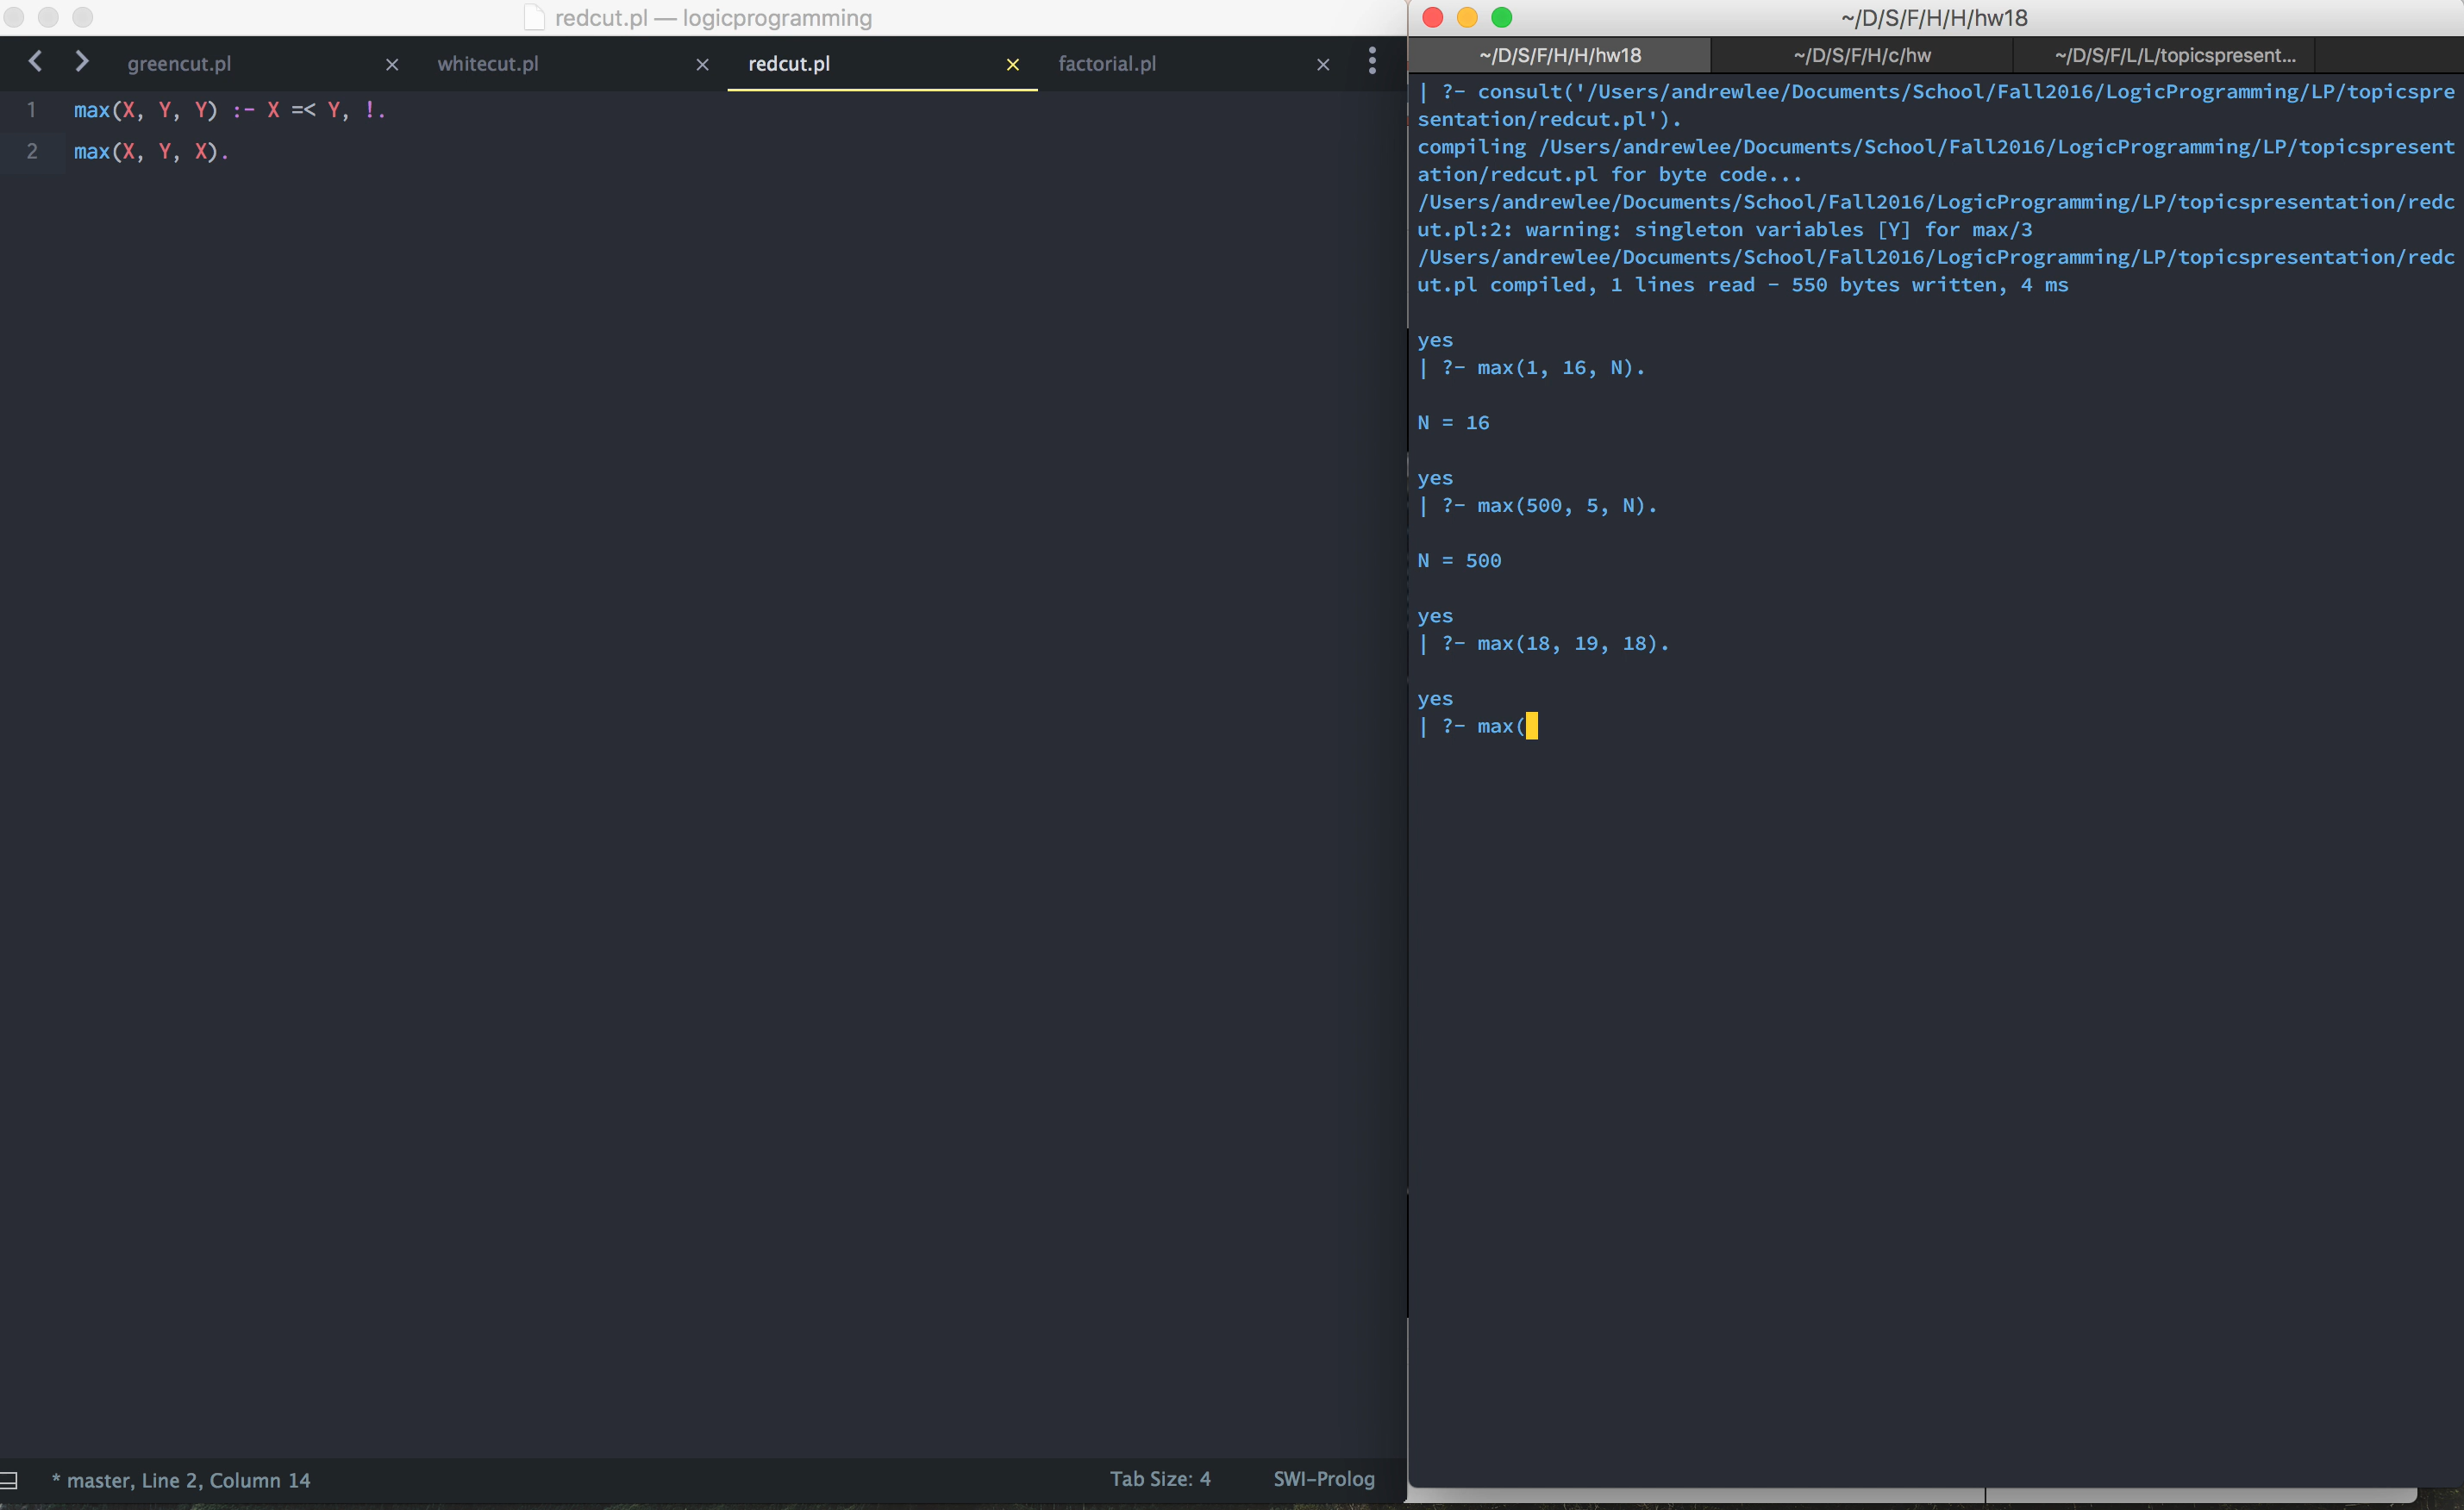 redcut.pl — logicprogramming
greencut.pl
whitecut.pl
redcut.pl
factorial.pl
1 max(X, Y, Y) :- X =< Y, !.
2 max(X, Y, X).
* master, Line 2, Column 14
Tab Size: 4
SWI-Prolog
~/D/S/F/H/H/hw18
~/D/S/F/H/H/hw18
~/D/S/F/H/c/hw
~/D/S/F/L/L/topicspresent...
| ?- consult('/Users/andrewlee/Documents/School/Fall2016/LogicProgramming/LP/topicspre
sentation/redcut.pl').
compiling /Users/andrewlee/Documents/School/Fall2016/LogicProgramming/LP/topicspresent
ation/redcut.pl for byte code...
/Users/andrewlee/Documents/School/Fall2016/LogicProgramming/LP/topicspresentation/redc
ut.pl:2: warning: singleton variables [Y] for max/3
/Users/andrewlee/Documents/School/Fall2016/LogicProgramming/LP/topicspresentation/redc
ut.pl compiled, 1 lines read - 550 bytes written, 4 ms
yes
| ?- max(1, 16, N).
N = 16
yes
| ?- max(500, 5, N).
N = 500
yes
| ?- max(18, 19, 18).
yes
| ?- max(